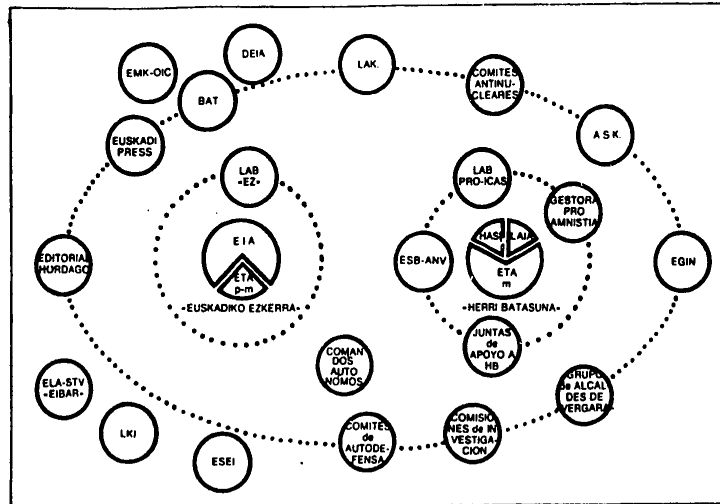 DEIA
EMK-OIC
BAT
LAK.
COMITES
ANTINU-
CLEARES
A S K.
EUSKADI
PRESS
LAB
-EZ-
LAB
PRO-ICAS
GESTORA
PRO
AMNISTIA
EDITORIAL
HURDAGO
EIA
ETA
p-m
-EUSKADIKO EZKERRA-
ESB-ANV
HASI
LAIA
ETA
m
-HERRI BATASUNA-
EGIN
JUNTAS
de
APOYO A
HB
COMAN
DOS
AUTO
NOMOS
ELA-STV
-EIBAR-
LKI
ESEI
COMITES
de
AUTODE-
FENSA
COMISIO
NES de IN
VESTIGA-
CION
GRUPO
de ALCAL
DES DE
VERGARA-